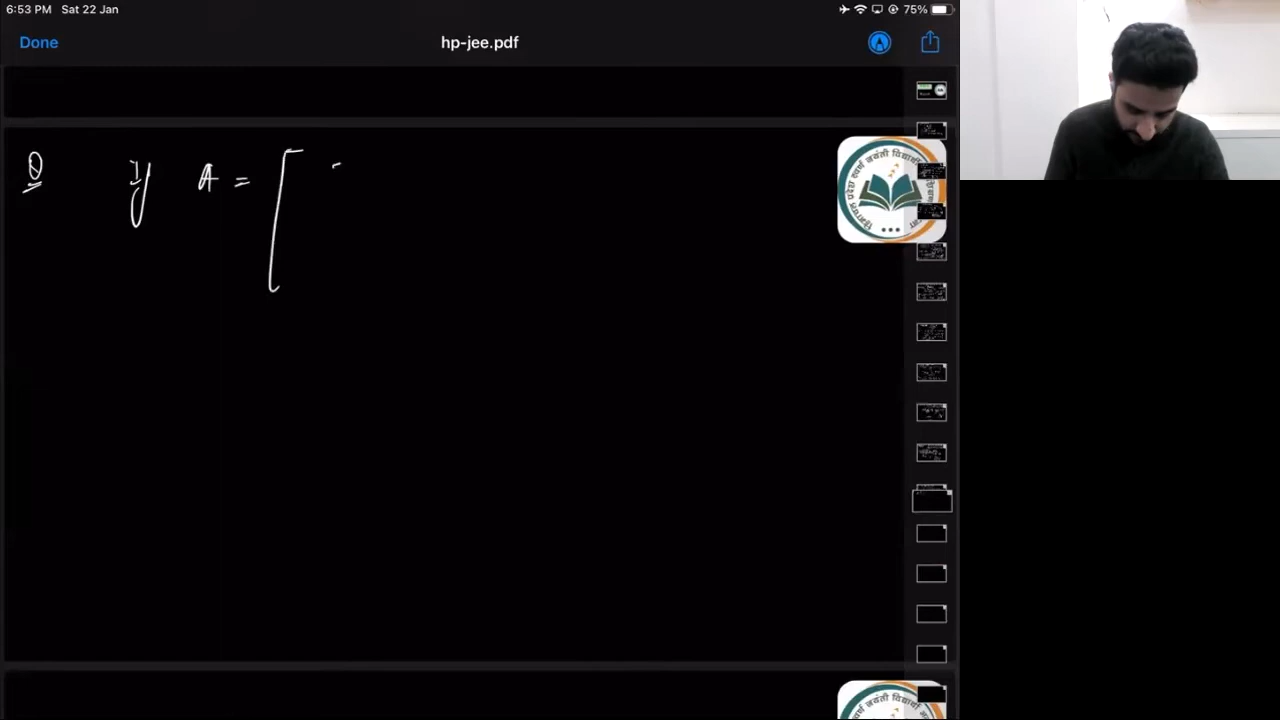 6:53 PM Sat 22 Jan
75%
Done
hp-jee.pdf
Q If A = [